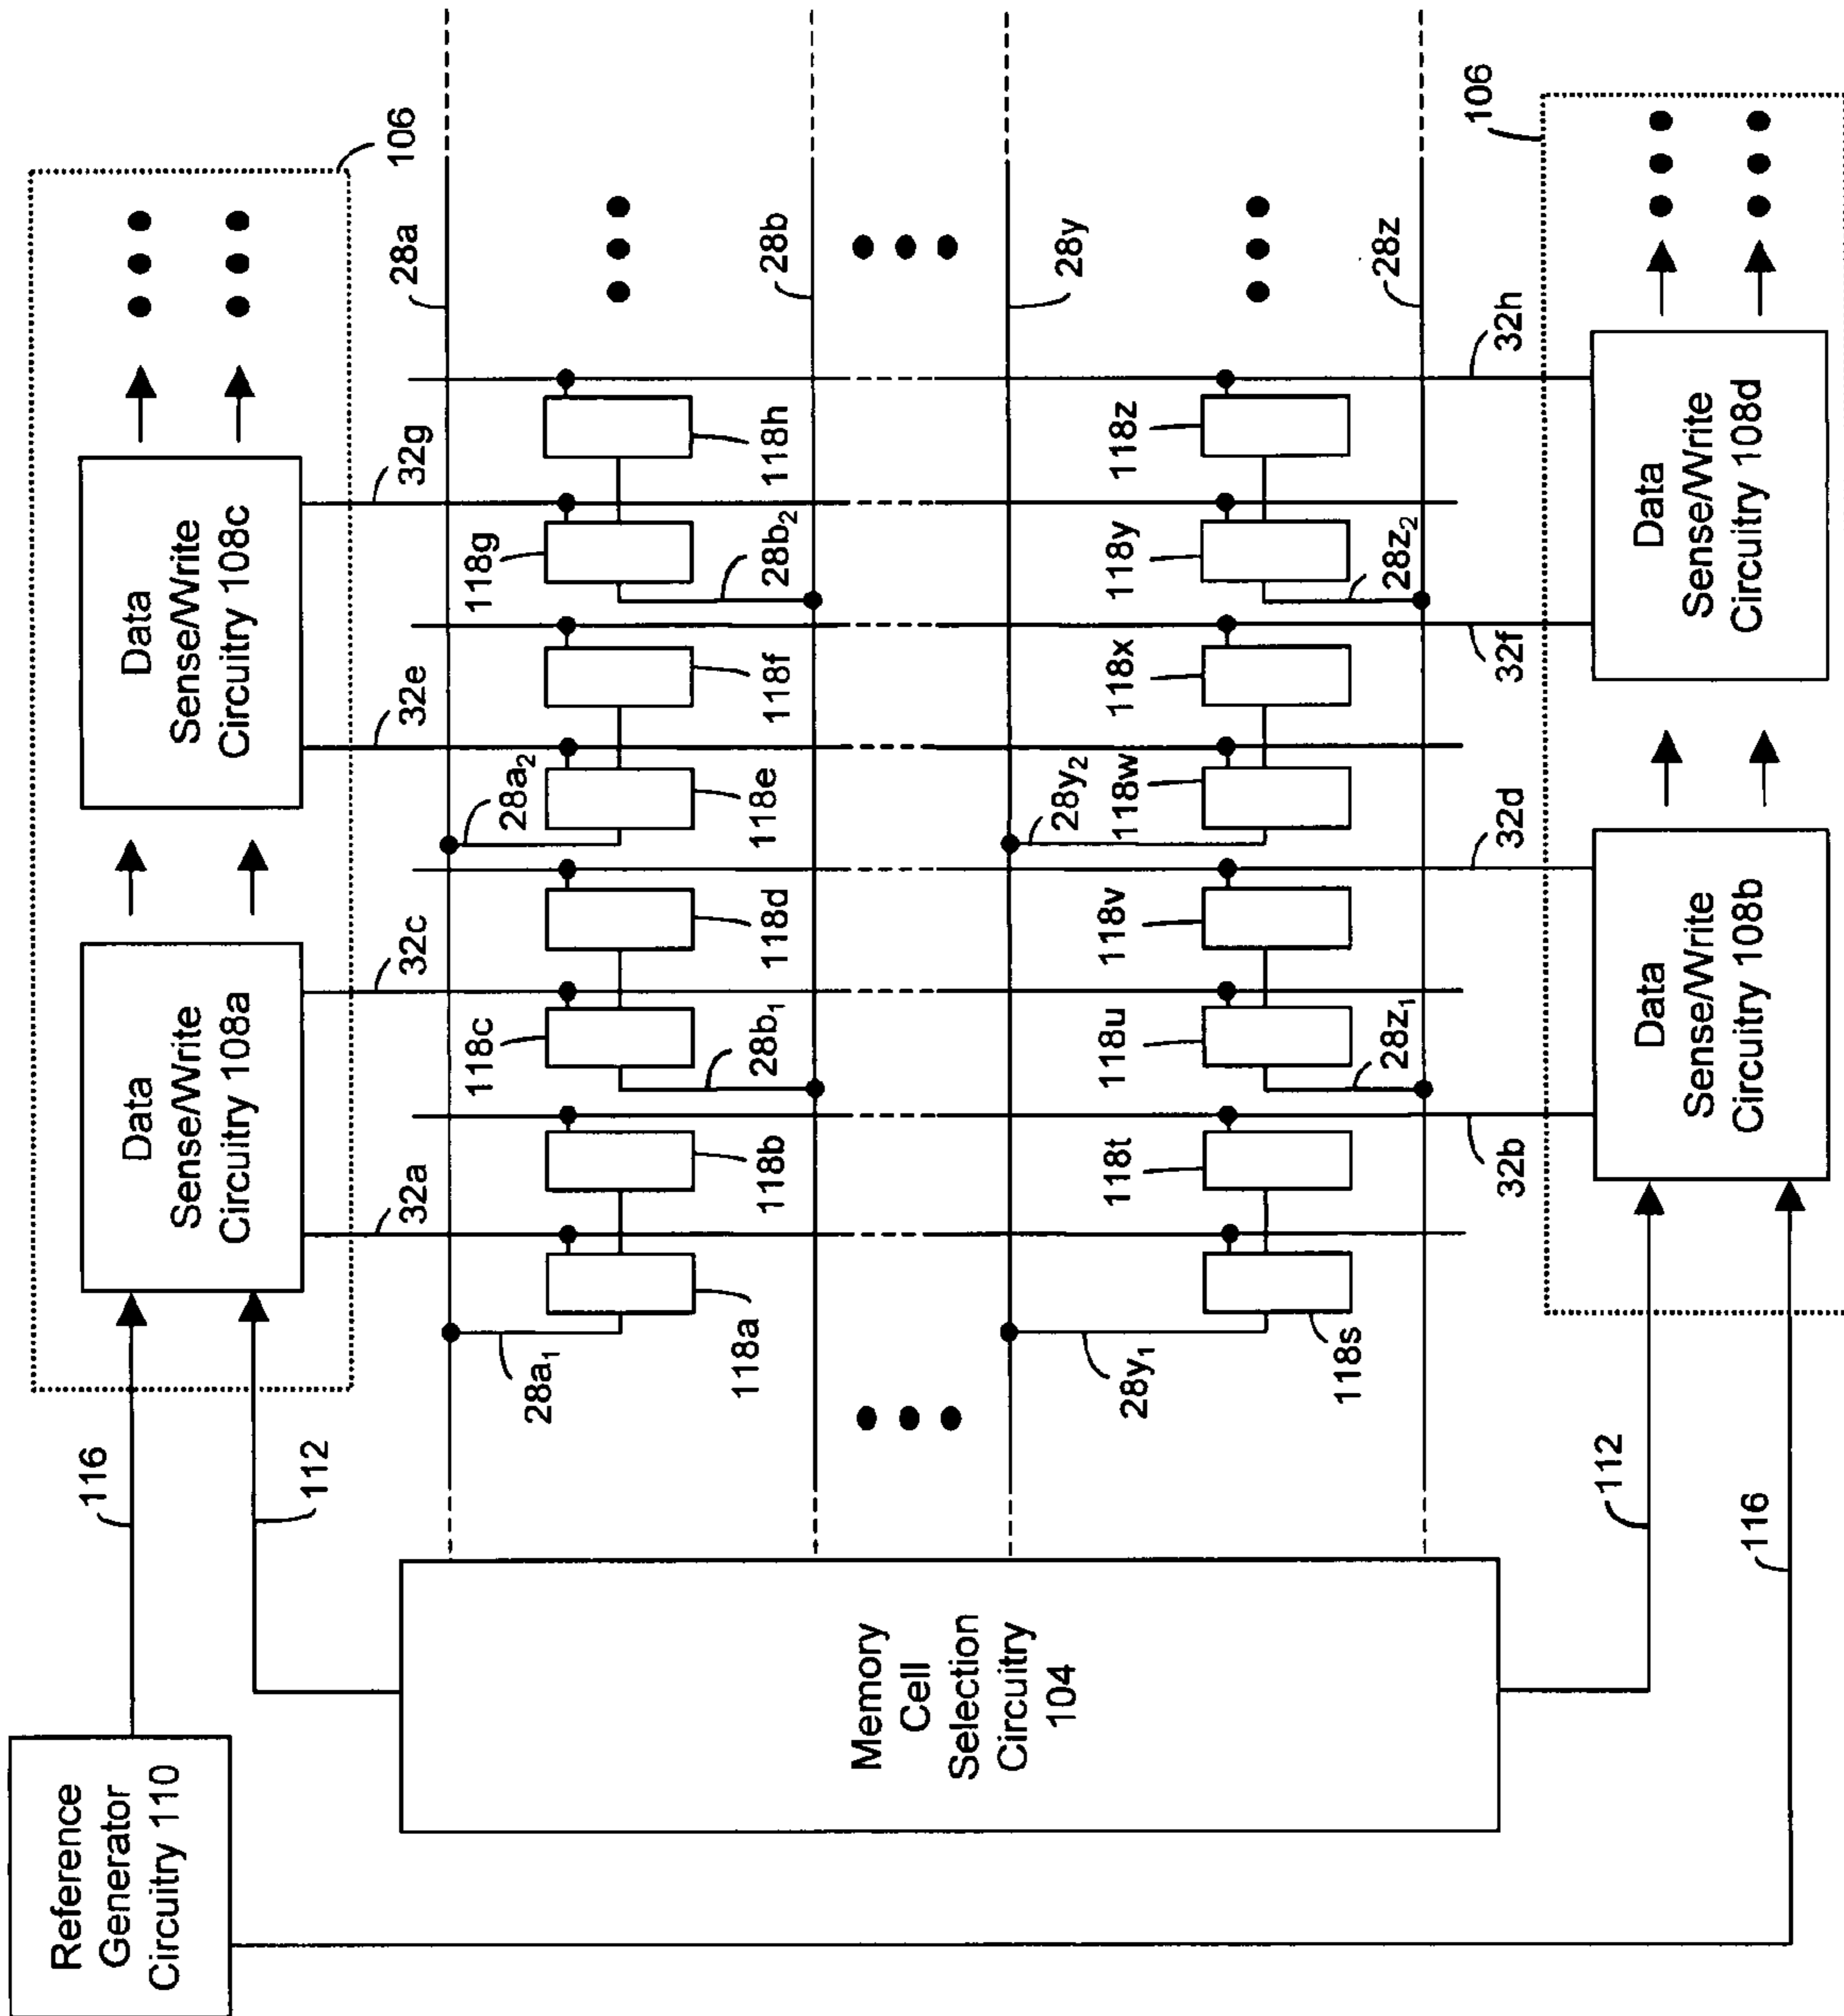 Reference
Generator
Circuitry 110
116
112
Data
Sense/Write
Circuitry 108a
Data
Sense/Write
Circuitry 108c
106
32a
32c
32e
32g
28a
28a₁
118a
118b
118c
28b₁
118d
28a₂
118e
118f
118g
28b₂
118h
28b
Memory
Cell
Selection
Circuitry
104
28y
28y₁
118s
118t
118u
28z₁
118v
28y₂
118w
118x
118y
28z₂
118z
28z
32b
32d
32f
32h
106
112
116
Data
Sense/Write
Circuitry 108b
Data
Sense/Write
Circuitry 108d